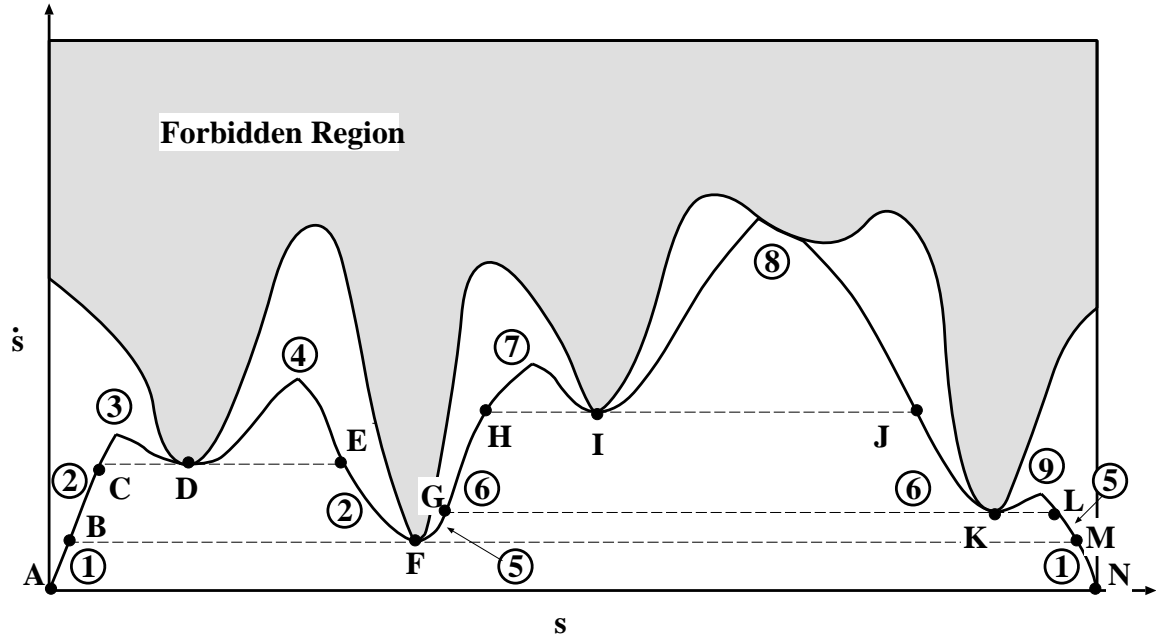 Forbidden Region
ṡ
⑧
④
⑦
③
E
H
I
J
②
C
D
G
⑥
⑥
⑨
⑤
L
②
B
F
K
M
A
①
⑤
①
N
s